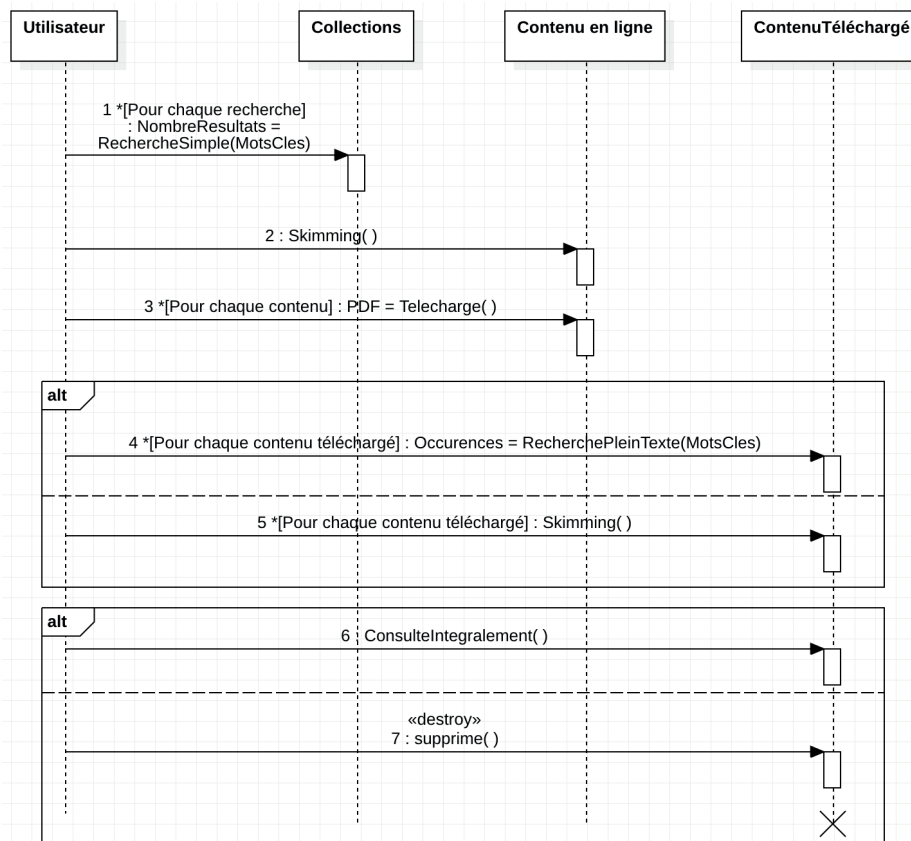 Utilisateur
Collections
Contenu en ligne
ContenuTéléchargé
1 *[Pour chaque recherche]
: NombreResultats =
RechercheSimple(MotsCles)
2 : Skimming( )
3 *[Pour chaque contenu] : PDF = Telecharge( )
alt
4 *[Pour chaque contenu téléchargé] : Occurences = RecherchePleinTexte(MotsCles)
5 *[Pour chaque contenu téléchargé] : Skimming( )
alt
6 : ConsulteIntegralement( )
«destroy»
7 : supprime( )